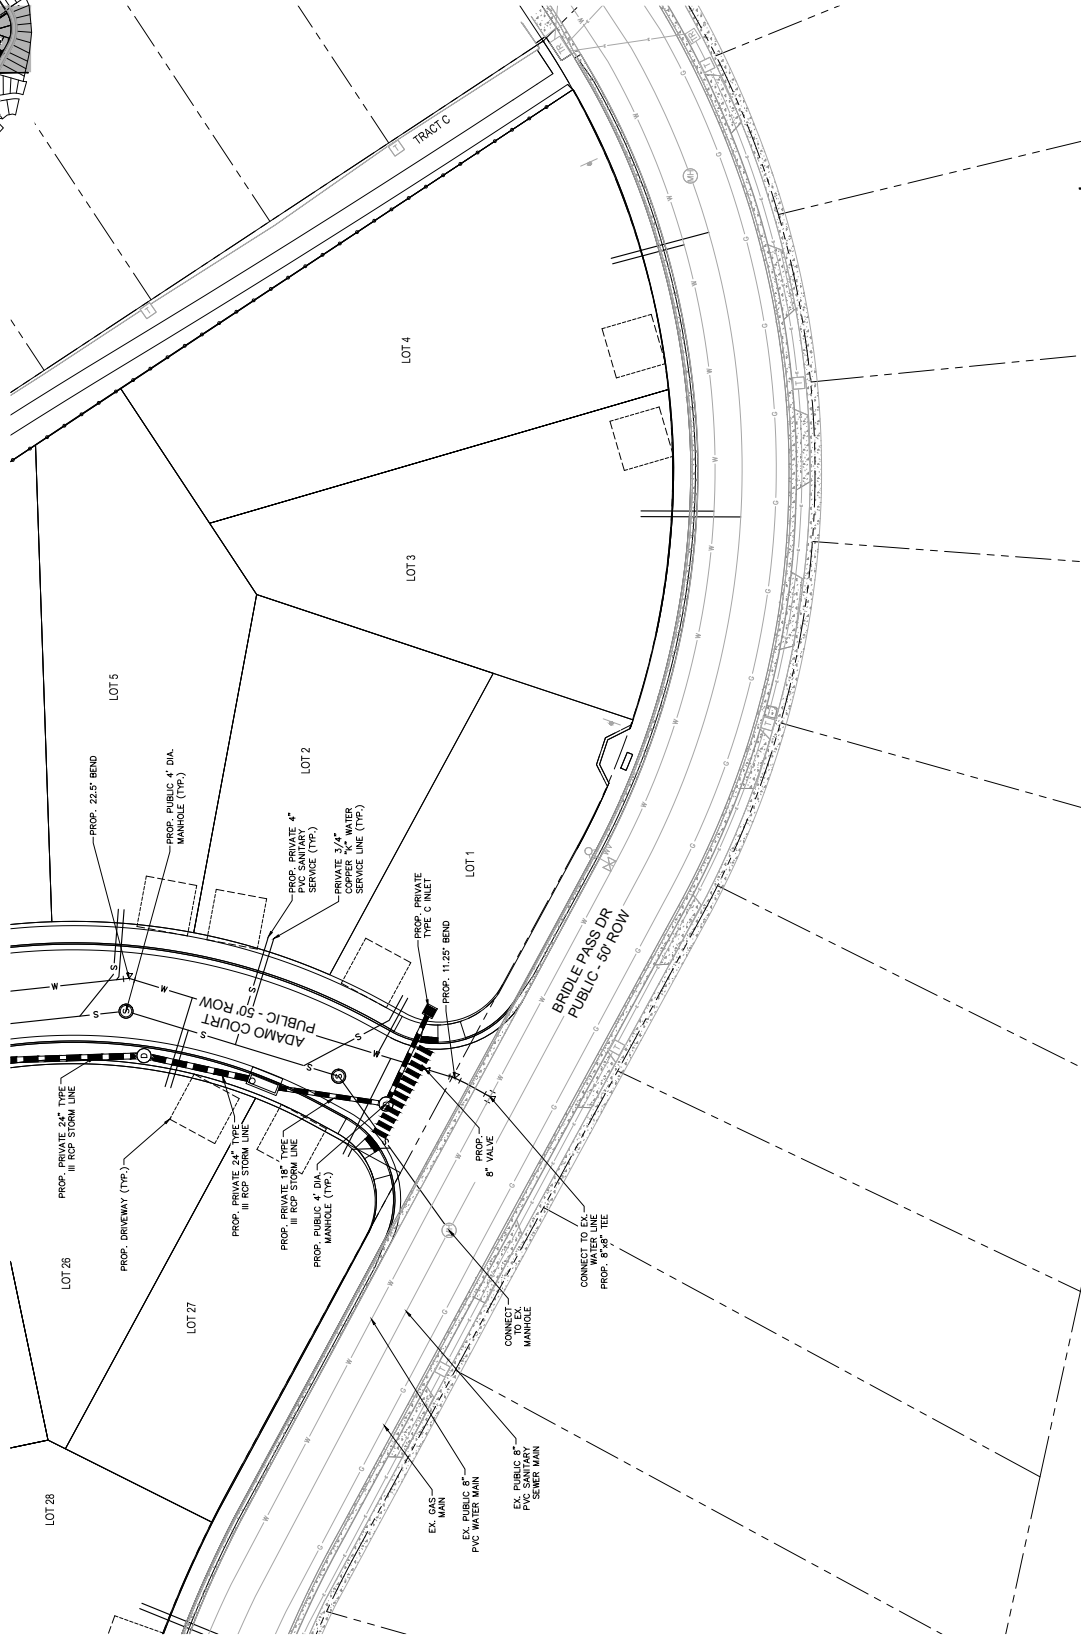 TRACT C
LOT 4
LOT 3
LOT 5
LOT 2
LOT 1
PROP. 22.5° BEND
PROP. PUBLIC 4' DIA.
MANHOLE (TYP.)
PROP. PRIVATE 4"
PVC SANITARY
SERVICE (TYP.)
PRIVATE 3/4"
COPPER "K" WATER
SERVICE LINE (TYP.)
PROP. PRIVATE
TYPE C INLET
PROP. 11.25° BEND
BRIDLE PASS DR
PUBLIC - 50' ROW
ADAMO COURT
PUBLIC - 50' ROW
PROP. PRIVATE 24" TYPE
III RCP STORM LINE
PROP. DRIVEWAY (TYP.)
PROP. PRIVATE 24" TYPE
III RCP STORM LINE
PROP. PRIVATE 18" TYPE
III RCP STORM LINE
PROP. PUBLIC 4' DIA.
MANHOLE (TYP.)
PROP.
8" VALVE
CONNECT TO EX.
WATER LINE
PROP. 8"x8" TEE
CONNECT
TO EX.
MANHOLE
LOT 26
LOT 27
LOT 28
EX. GAS
MAIN
EX. PUBLIC 8"
PVC WATER MAIN
EX. PUBLIC 8"
PVC SANITARY
SEWER MAIN
W
W
W
S
S
S
S
S
D
MH
WV
G
T